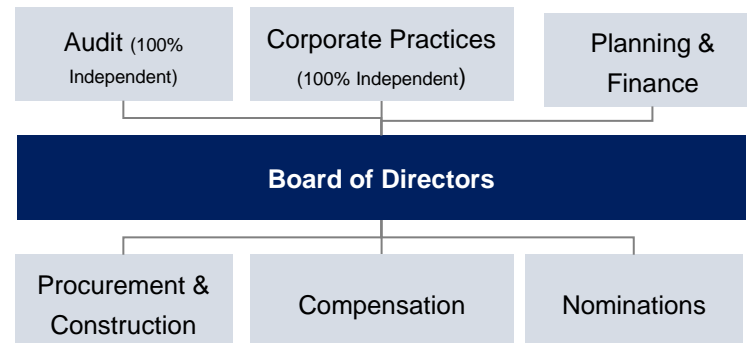 Audit (100%
Independent)
Corporate Practices
(100% Independent)
Planning &
Finance
Board of Directors
Procurement &
Construction
Compensation
Nominations